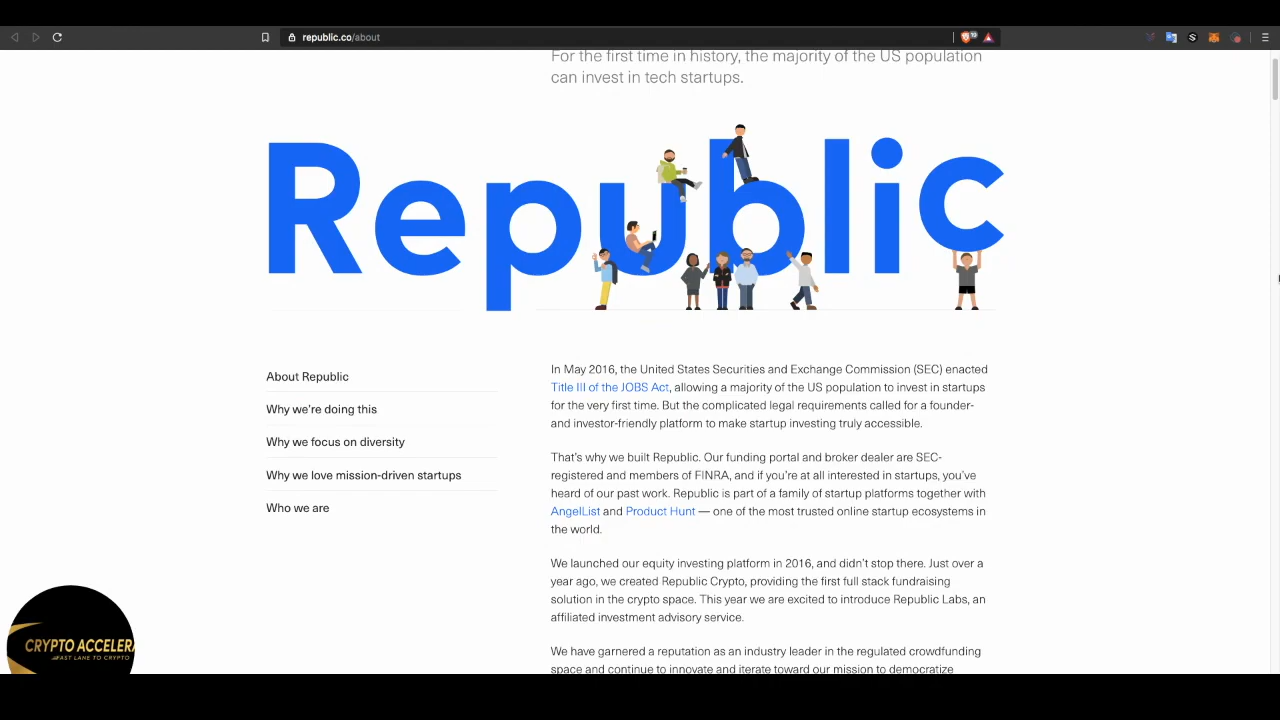 republic.co/about
10
For the first time in history, the majority of the US population
can invest in tech startups.
Republic
About Republic
Why we're doing this
Why we focus on diversity
Why we love mission-driven startups
Who we are
In May 2016, the United States Securities and Exchange Commission (SEC) enacted
Title III of the JOBS Act, allowing a majority of the US population to invest in startups
for the very first time. But the complicated legal requirements called for a founder-
and investor-friendly platform to make startup investing truly accessible.
That's why we built Republic. Our funding portal and broker dealer are SEC-
registered and members of FINRA, and if you're at all interested in startups, you've
heard of our past work. Republic is part of a family of startup platforms together with
AngelList and Product Hunt — one of the most trusted online startup ecosystems in
the world.
We launched our equity investing platform in 2016, and didn't stop there. Just over a
year ago, we created Republic Crypto, providing the first full stack fundraising
solution in the crypto space. This year we are excited to introduce Republic Labs, an
affiliated investment advisory service.
We have garnered a reputation as an industry leader in the regulated crowdfunding
space and continue to innovate and iterate toward our mission to democratize
CRYPTO ACCELERA
FAST LANE TO CRYPTO